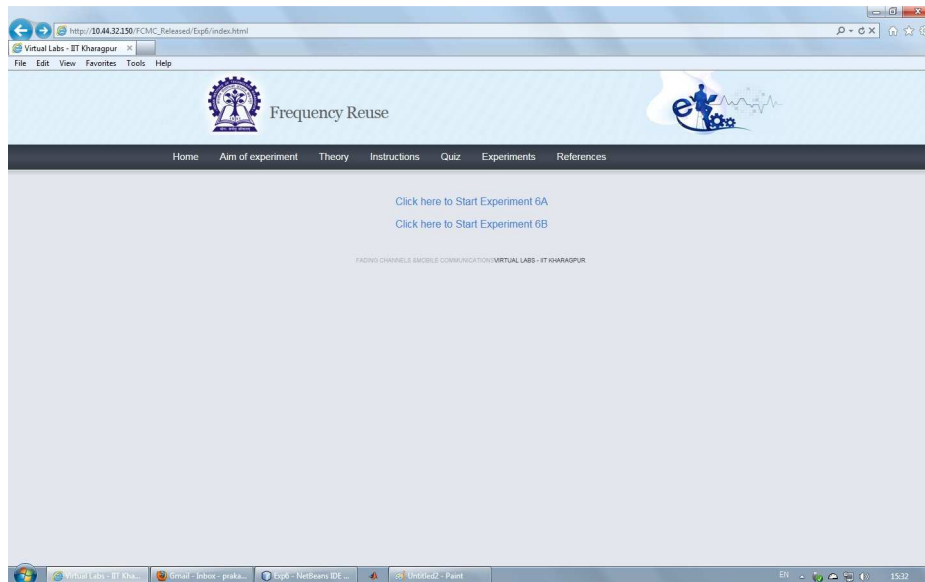 http://10.44.32.150/FCMC_Released/Exp6/index.html
Virtual Labs - IIT Kharagpur
File Edit View Favorites Tools Help
Frequency Reuse
Home Aim of experiment Theory Instructions Quiz Experiments References
Click here to Start Experiment 6A
Click here to Start Experiment 6B
FADING CHANNELS &MOBILE COMMUNICATIONSVIRTUAL LABS - IIT KHARAGPUR
Virtual Labs - IIT Kha... Gmail - Inbox - praka... Exp6 - NetBeans IDE ... Untitled2 - Paint EN 15:32